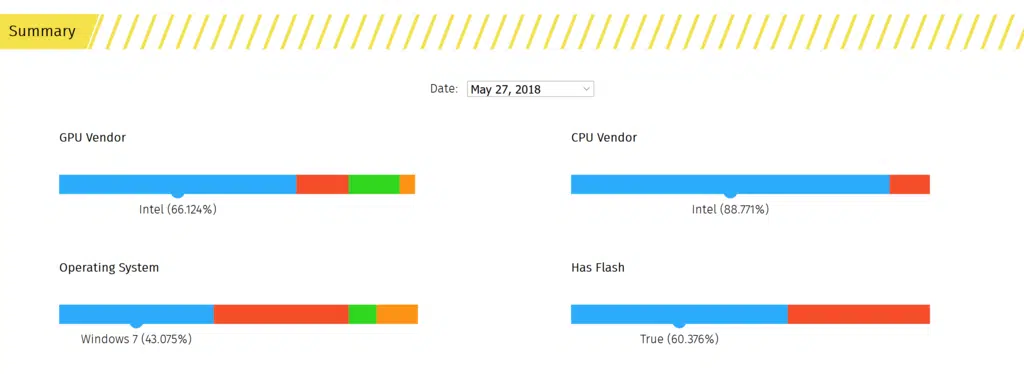 Summary
Date: May 27, 2018
GPU Vendor
CPU Vendor
Intel (66.124%)
Intel (88.771%)
Operating System
Has Flash
Windows 7 (43.075%)
True (60.376%)